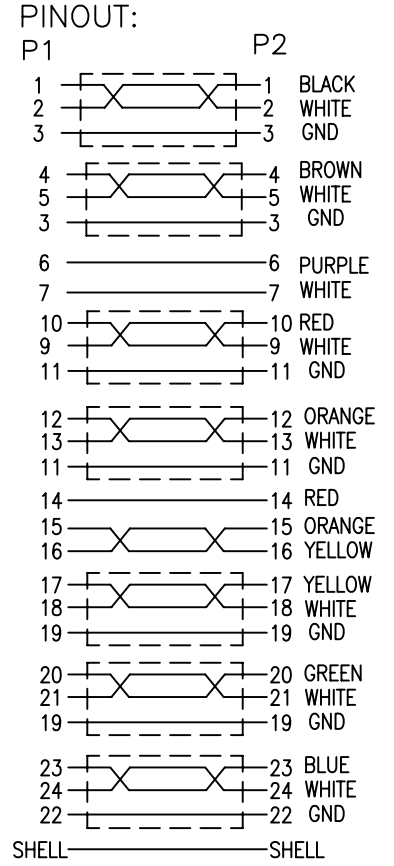 PINOUT:
P1 P2
1 1 BLACK
2 2 WHITE
3 3 GND
4 4 BROWN
5 5 WHITE
3 3 GND
6 6 PURPLE
7 7 WHITE
10 10 RED
9 9 WHITE
11 11 GND
12 12 ORANGE
13 13 WHITE
11 11 GND
14 14 RED
15 15 ORANGE
16 16 YELLOW
17 17 YELLOW
18 18 WHITE
19 19 GND
20 20 GREEN
21 21 WHITE
19 19 GND
23 23 BLUE
24 24 WHITE
22 22 GND
SHELL SHELL